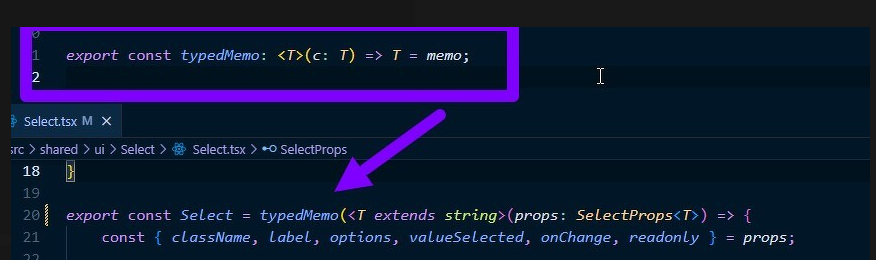 0
1 export const typedMemo: <T>(c: T) => T = memo;
2
Select.tsx M ×
src > shared > ui > Select > Select.tsx > SelectProps
18 }
19
20 export const Select = typedMemo(<T extends string>(props: SelectProps<T>) => {
21 const { className, label, options, valueSelected, onChange, readonly } = props;
22